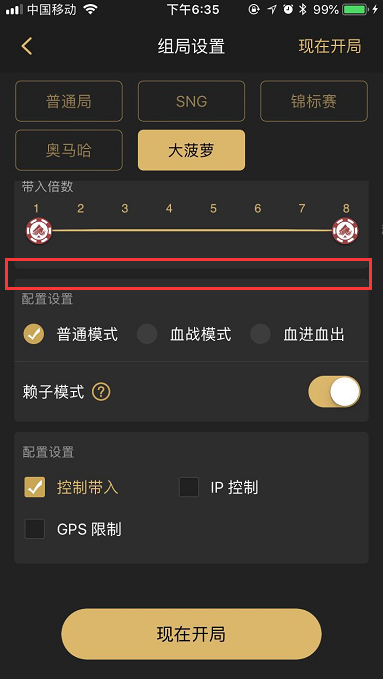 中国移动 下午6:35 99%
组局设置 现在开局
普通局 SNG 锦标赛
奥马哈 大菠萝
带入倍数
1 2 3 4 5 6 7 8
配置设置
普通模式 血战模式 血进血出
赖子模式 ?
配置设置
控制带入 IP 控制
GPS 限制
现在开局